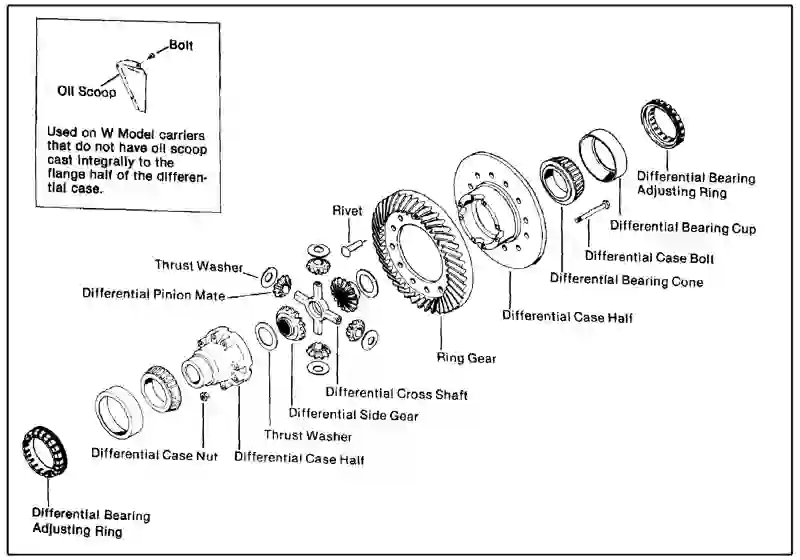 Bolt
Oil Scoop
Used on W Model carriers
that do not have oil scoop
cast integrally to the
flange half of the differen-
tial case.
Differential Bearing
Adjusting Ring
Rivet
Differential Bearing Cup
Differential Case Bolt
Thrust Washer
Differential Bearing Cone
Differential Pinion Mate
Differential Case Half
Ring Gear
Differential Cross Shaft
Differential Side Gear
Thrust Washer
Differential Case Nut
Differential Case Half
Differential Bearing
Adjusting Ring